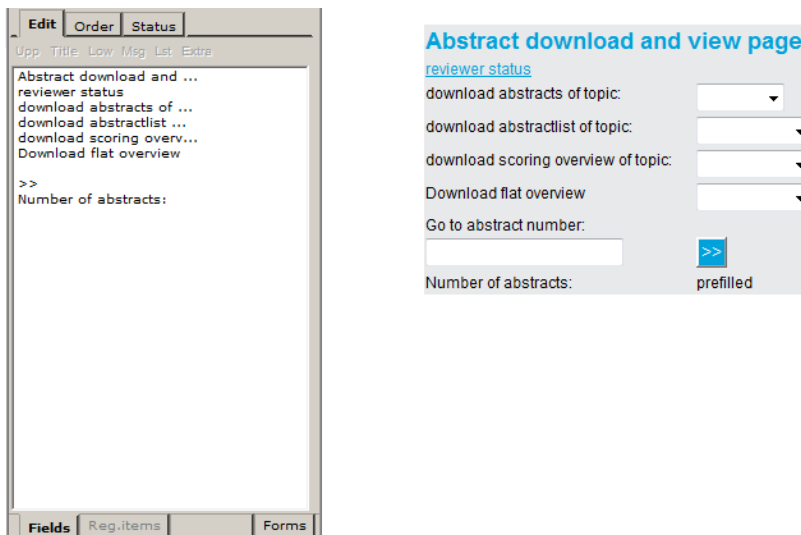 Edit Order Status
Upp Title Low Msg Lst Extra
Abstract download and ...
reviewer status
download abstracts of ...
download abstractlist ...
download scoring overv...
Download flat overview
>>
Number of abstracts:
Fields Reg.items Forms
Abstract download and view page
reviewer status
download abstracts of topic:
download abstractlist of topic:
download scoring overview of topic:
Download flat overview
Go to abstract number:
>>
Number of abstracts: prefilled